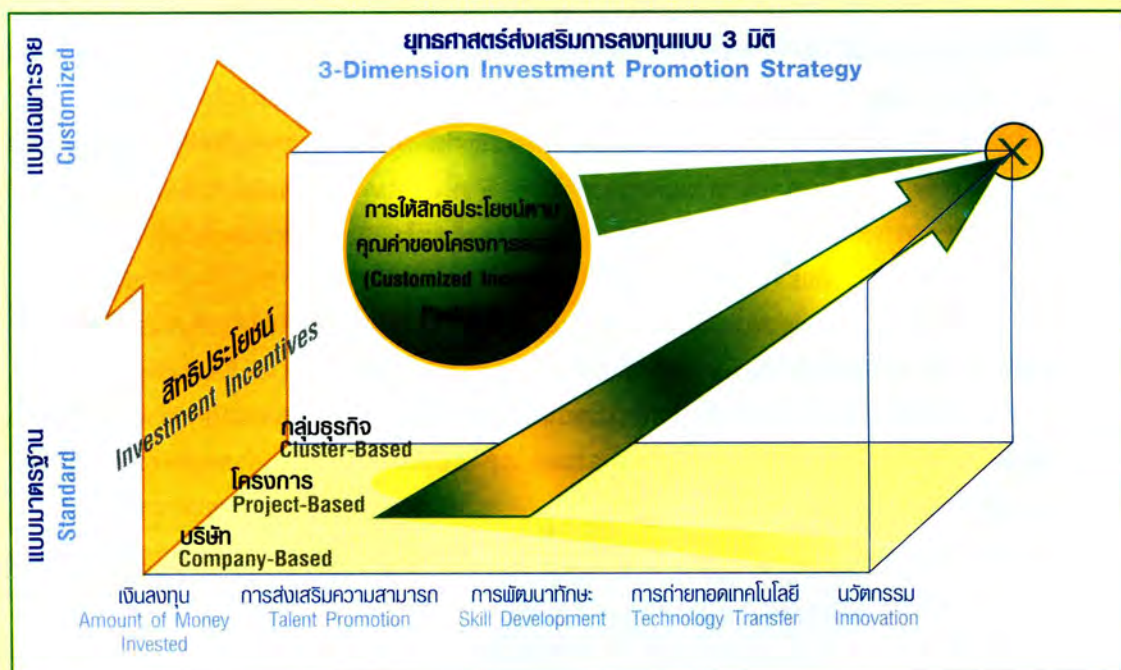 ยุทธศาสตร์ส่งเสริมการลงทุนแบบ 3 มิติ
3-Dimension Investment Promotion Strategy
แบบเฉพาะราย
Customized
การให้สิทธิประโยชน์ตาม
คุณค่าของโครงการ
(Customized
สิทธิประโยชน์
Investment Incentives
กลุ่มธุรกิจ
Cluster-Based
โครงการ
Project-Based
บริษัท
Company-Based
แบบมาตรฐาน
Standard
เงินลงทุน
Amount of Money
Invested
การส่งเสริมความสามารถ
Talent Promotion
การพัฒนาทักษะ
Skill Development
การถ่ายทอดเทคโนโลยี
Technology Transfer
นวัตกรรม
Innovation
X